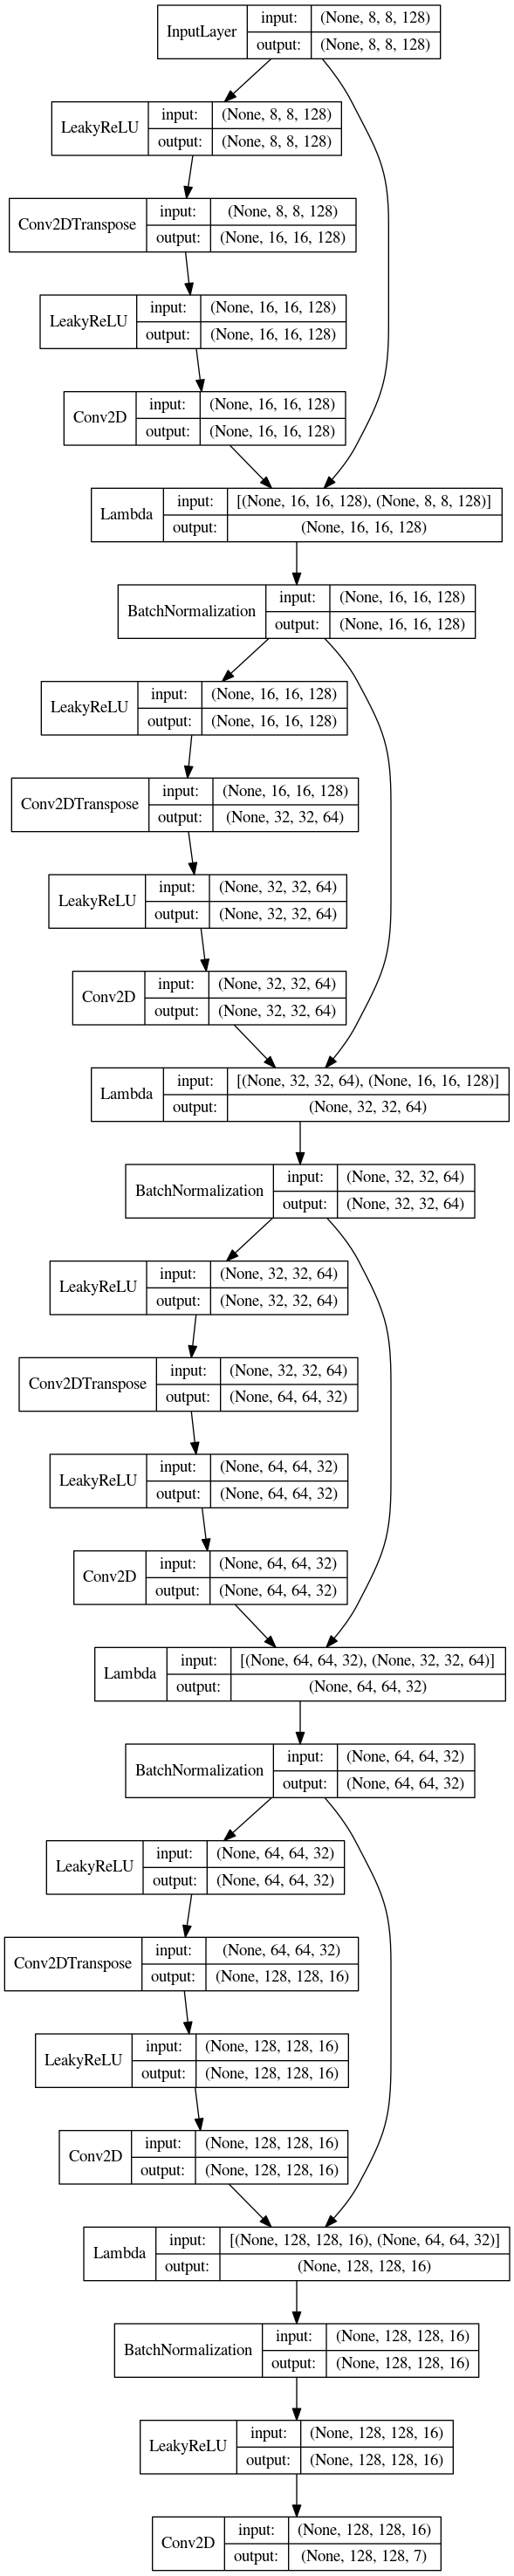 InputLayer input: (None, 8, 8, 128)
output: (None, 8, 8, 128)
LeakyReLU input: (None, 8, 8, 128)
output: (None, 8, 8, 128)
Conv2DTranspose input: (None, 8, 8, 128)
output: (None, 16, 16, 128)
LeakyReLU input: (None, 16, 16, 128)
output: (None, 16, 16, 128)
Conv2D input: (None, 16, 16, 128)
output: (None, 16, 16, 128)
Lambda input: [(None, 16, 16, 128), (None, 8, 8, 128)]
output: (None, 16, 16, 128)
BatchNormalization input: (None, 16, 16, 128)
output: (None, 16, 16, 128)
LeakyReLU input: (None, 16, 16, 128)
output: (None, 16, 16, 128)
Conv2DTranspose input: (None, 16, 16, 128)
output: (None, 32, 32, 64)
LeakyReLU input: (None, 32, 32, 64)
output: (None, 32, 32, 64)
Conv2D input: (None, 32, 32, 64)
output: (None, 32, 32, 64)
Lambda input: [(None, 32, 32, 64), (None, 16, 16, 128)]
output: (None, 32, 32, 64)
BatchNormalization input: (None, 32, 32, 64)
output: (None, 32, 32, 64)
LeakyReLU input: (None, 32, 32, 64)
output: (None, 32, 32, 64)
Conv2DTranspose input: (None, 32, 32, 64)
output: (None, 64, 64, 32)
LeakyReLU input: (None, 64, 64, 32)
output: (None, 64, 64, 32)
Conv2D input: (None, 64, 64, 32)
output: (None, 64, 64, 32)
Lambda input: [(None, 64, 64, 32), (None, 32, 32, 64)]
output: (None, 64, 64, 32)
BatchNormalization input: (None, 64, 64, 32)
output: (None, 64, 64, 32)
LeakyReLU input: (None, 64, 64, 32)
output: (None, 64, 64, 32)
Conv2DTranspose input: (None, 64, 64, 32)
output: (None, 128, 128, 16)
LeakyReLU input: (None, 128, 128, 16)
output: (None, 128, 128, 16)
Conv2D input: (None, 128, 128, 16)
output: (None, 128, 128, 16)
Lambda input: [(None, 128, 128, 16), (None, 64, 64, 32)]
output: (None, 128, 128, 16)
BatchNormalization input: (None, 128, 128, 16)
output: (None, 128, 128, 16)
LeakyReLU input: (None, 128, 128, 16)
output: (None, 128, 128, 16)
Conv2D input: (None, 128, 128, 16)
output: (None, 128, 128, 7)